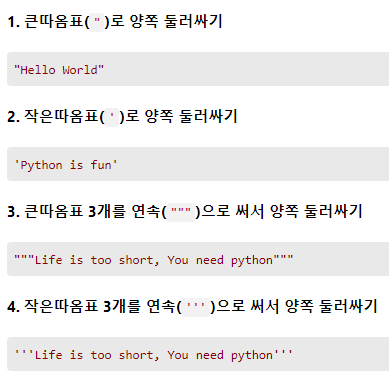 1. 큰따옴표(")로 양쪽 둘러싸기
"Hello World"
2. 작은따옴표(')로 양쪽 둘러싸기
'Python is fun'
3. 큰따옴표 3개를 연속(""")으로 써서 양쪽 둘러싸기
"""Life is too short, You need python"""
4. 작은따옴표 3개를 연속(''')으로 써서 양쪽 둘러싸기
'''Life is too short, You need python'''